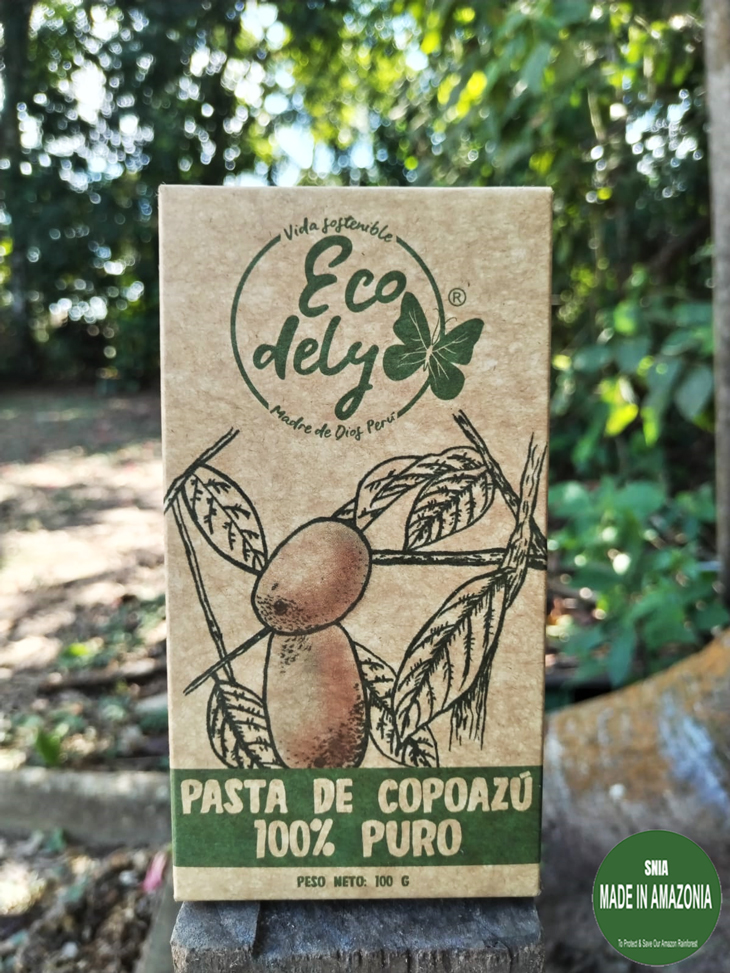 Vida sostenible
Eco
dely
®
Madre de Dios Perú
PASTA DE COPOAZÚ
100% PURO
PESO NETO: 100 G
SNIA
MADE IN AMAZONIA
To Protect & Save Our Amazon Rainforest